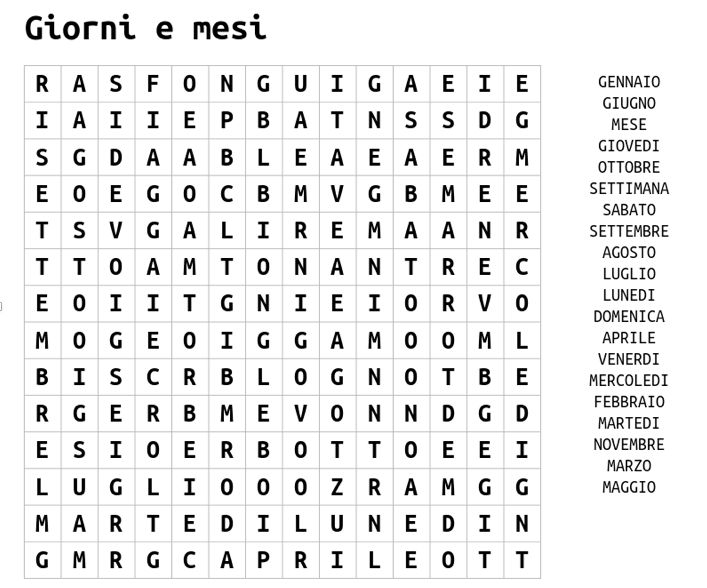 Giorni e mesi
R A S F O N G U I G A E I E
I A I I E P B A T N S S D G
S G D A A B L E A E A E R M
E O E G O C B M V G B M E E
T S V G A L I R E M A A N R
T T O A M T O N A N T R E C
E O I I T G N I E I O R V O
M O G E O I G G A M O O M L
B I S C R B L O G N O T B E
R G E R B M E V O N N D G D
E S I O E R B O T T O E E I
L U G L I O O O Z R A M G G
M A R T E D I L U N E D I N
G M R G C A P R I L E O T T
GENNAIO
GIUGNO
MESE
GIOVEDI
OTTOBRE
SETTIMANA
SABATO
SETTEMBRE
AGOSTO
LUGLIO
LUNEDI
DOMENICA
APRILE
VENERDI
MERCOLEDI
FEBBRAIO
MARTEDI
NOVEMBRE
MARZO
MAGGIO